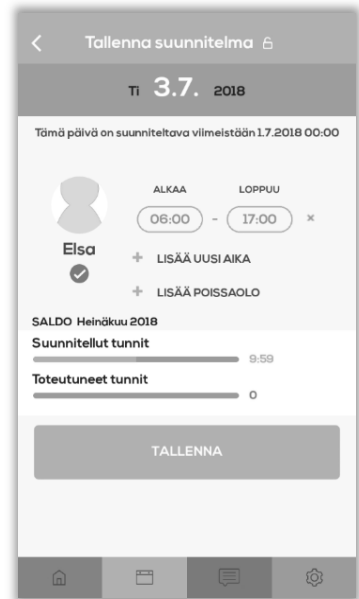 Tallenna suunnitelma
Ti 3.7. 2018
Tämä päivä on suunniteltava viimeistään 1.7.2018 00:00
ALKAA LOPPUU
06:00 - 17:00 ×
Elsa
+ LISÄÄ UUSI AIKA
+ LISÄÄ POISSAOLO
SALDO Heinäkuu 2018
Suunnitellut tunnit
9:59
Toteutuneet tunnit
0
TALLENNA